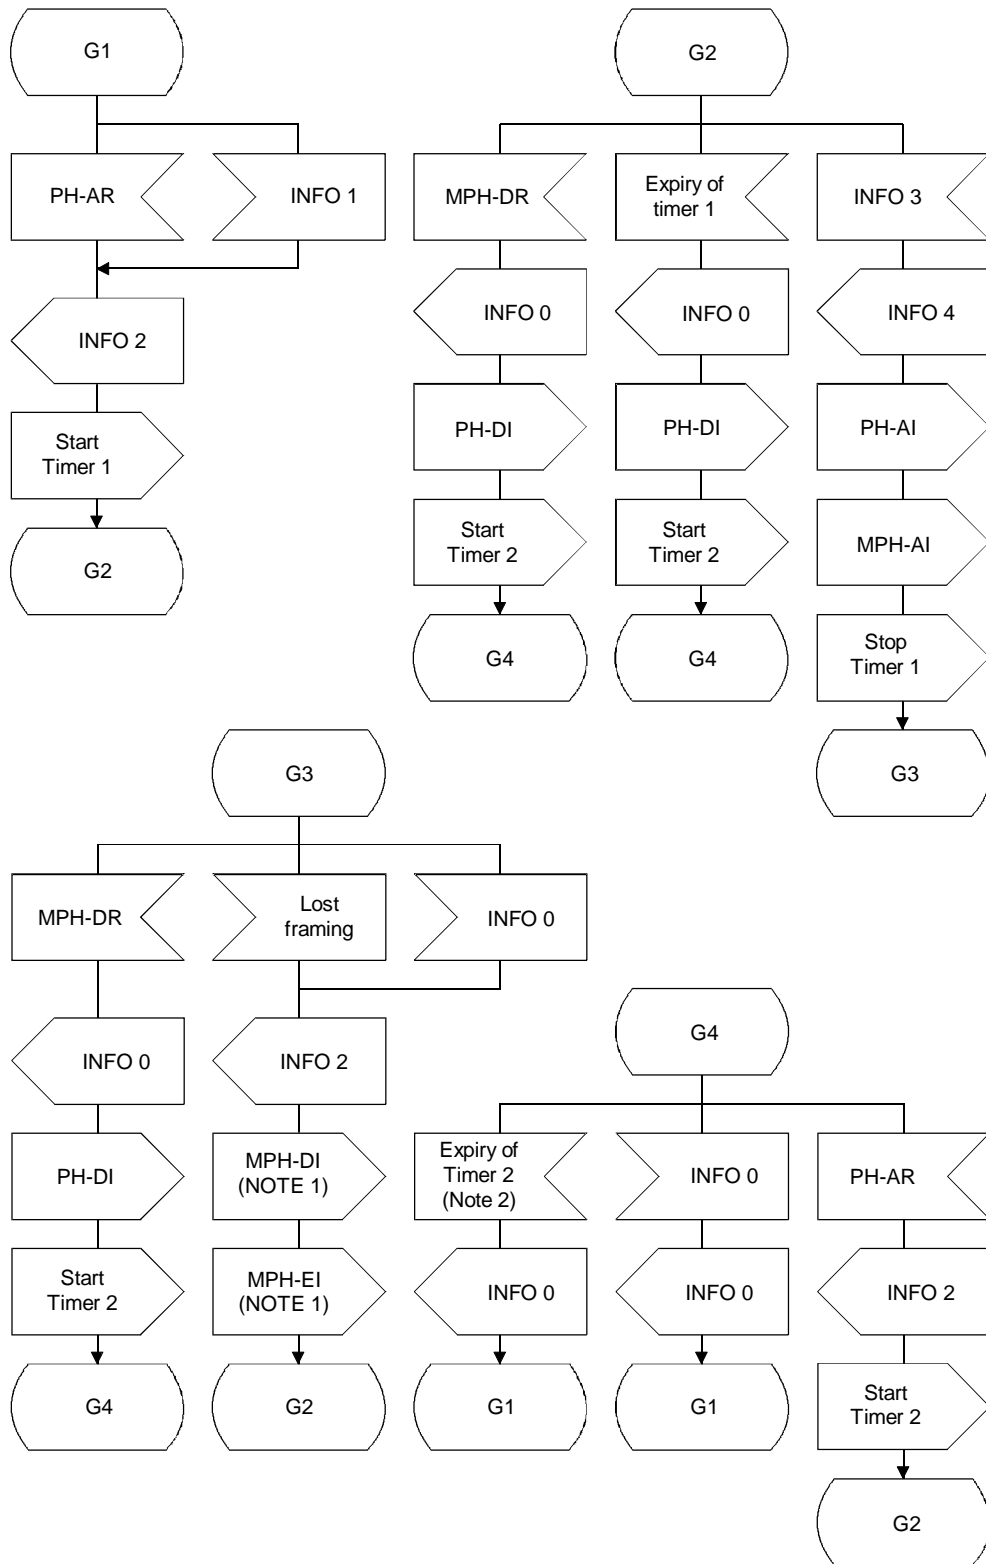 G1
PH-AR
INFO 1
INFO 2
Start
Timer 1
G2
G2
MPH-DR
Expiry of
timer 1
INFO 3
INFO 0
INFO 0
INFO 4
PH-DI
PH-DI
PH-AI
Start
Timer 2
Start
Timer 2
MPH-AI
G4
G4
Stop
Timer 1
G3
G3
MPH-DR
Lost
framing
INFO 0
INFO 0
INFO 2
PH-DI
MPH-DI
(NOTE 1)
Start
Timer 2
MPH-EI
(NOTE 1)
G4
G2
G4
Expiry of
Timer 2
(Note 2)
INFO 0
PH-AR
INFO 0
INFO 0
INFO 2
G1
G1
Start
Timer 2
G2